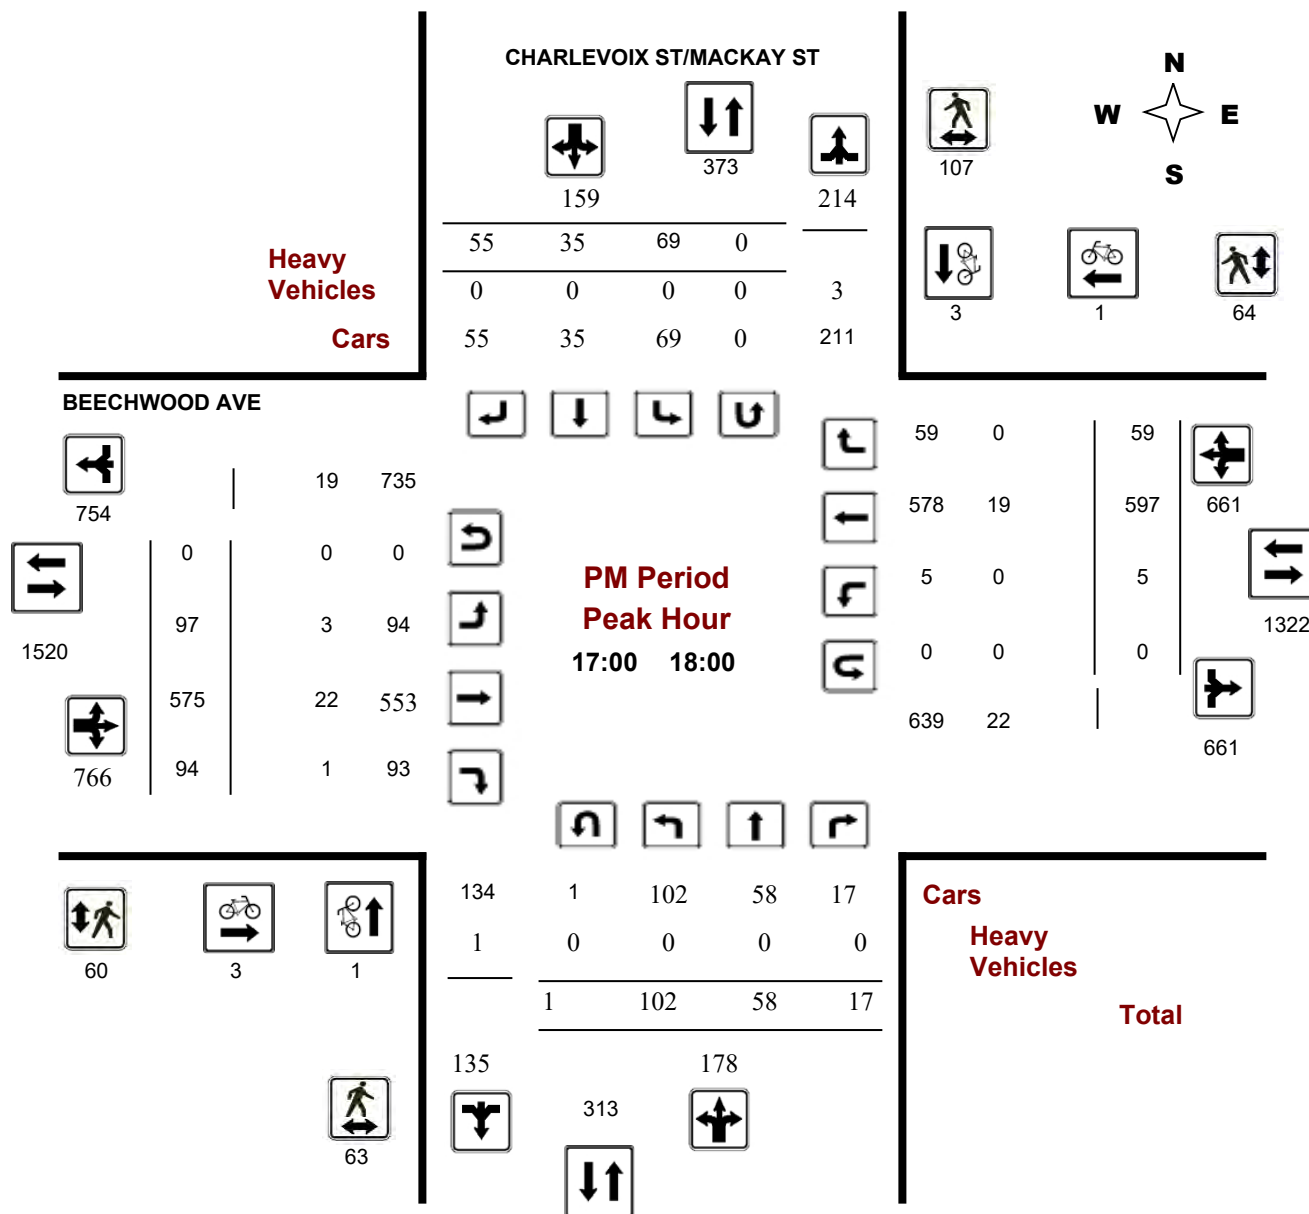 CHARLEVOIX ST/MACKAY ST
N
W E
S
373
107
159 214
55 35 69 0
Heavy
Vehicles
0 0 0 0 3
3 1 64
Cars
55 35 69 0 211
BEECHWOOD AVE
59 0 59
19 735
754
578 19 597 661
0 0 0
PM Period
5 0 5
Peak Hour
97 3 94
1322
1520
17:00 18:00
0 0 0
575 22 553
639 22
661
766
94 1 93
134 1 102 58 17
Cars
1 0 0 0 0
Heavy
Vehicles
60 3 1
1 102 58 17
Total
135 178
313
63